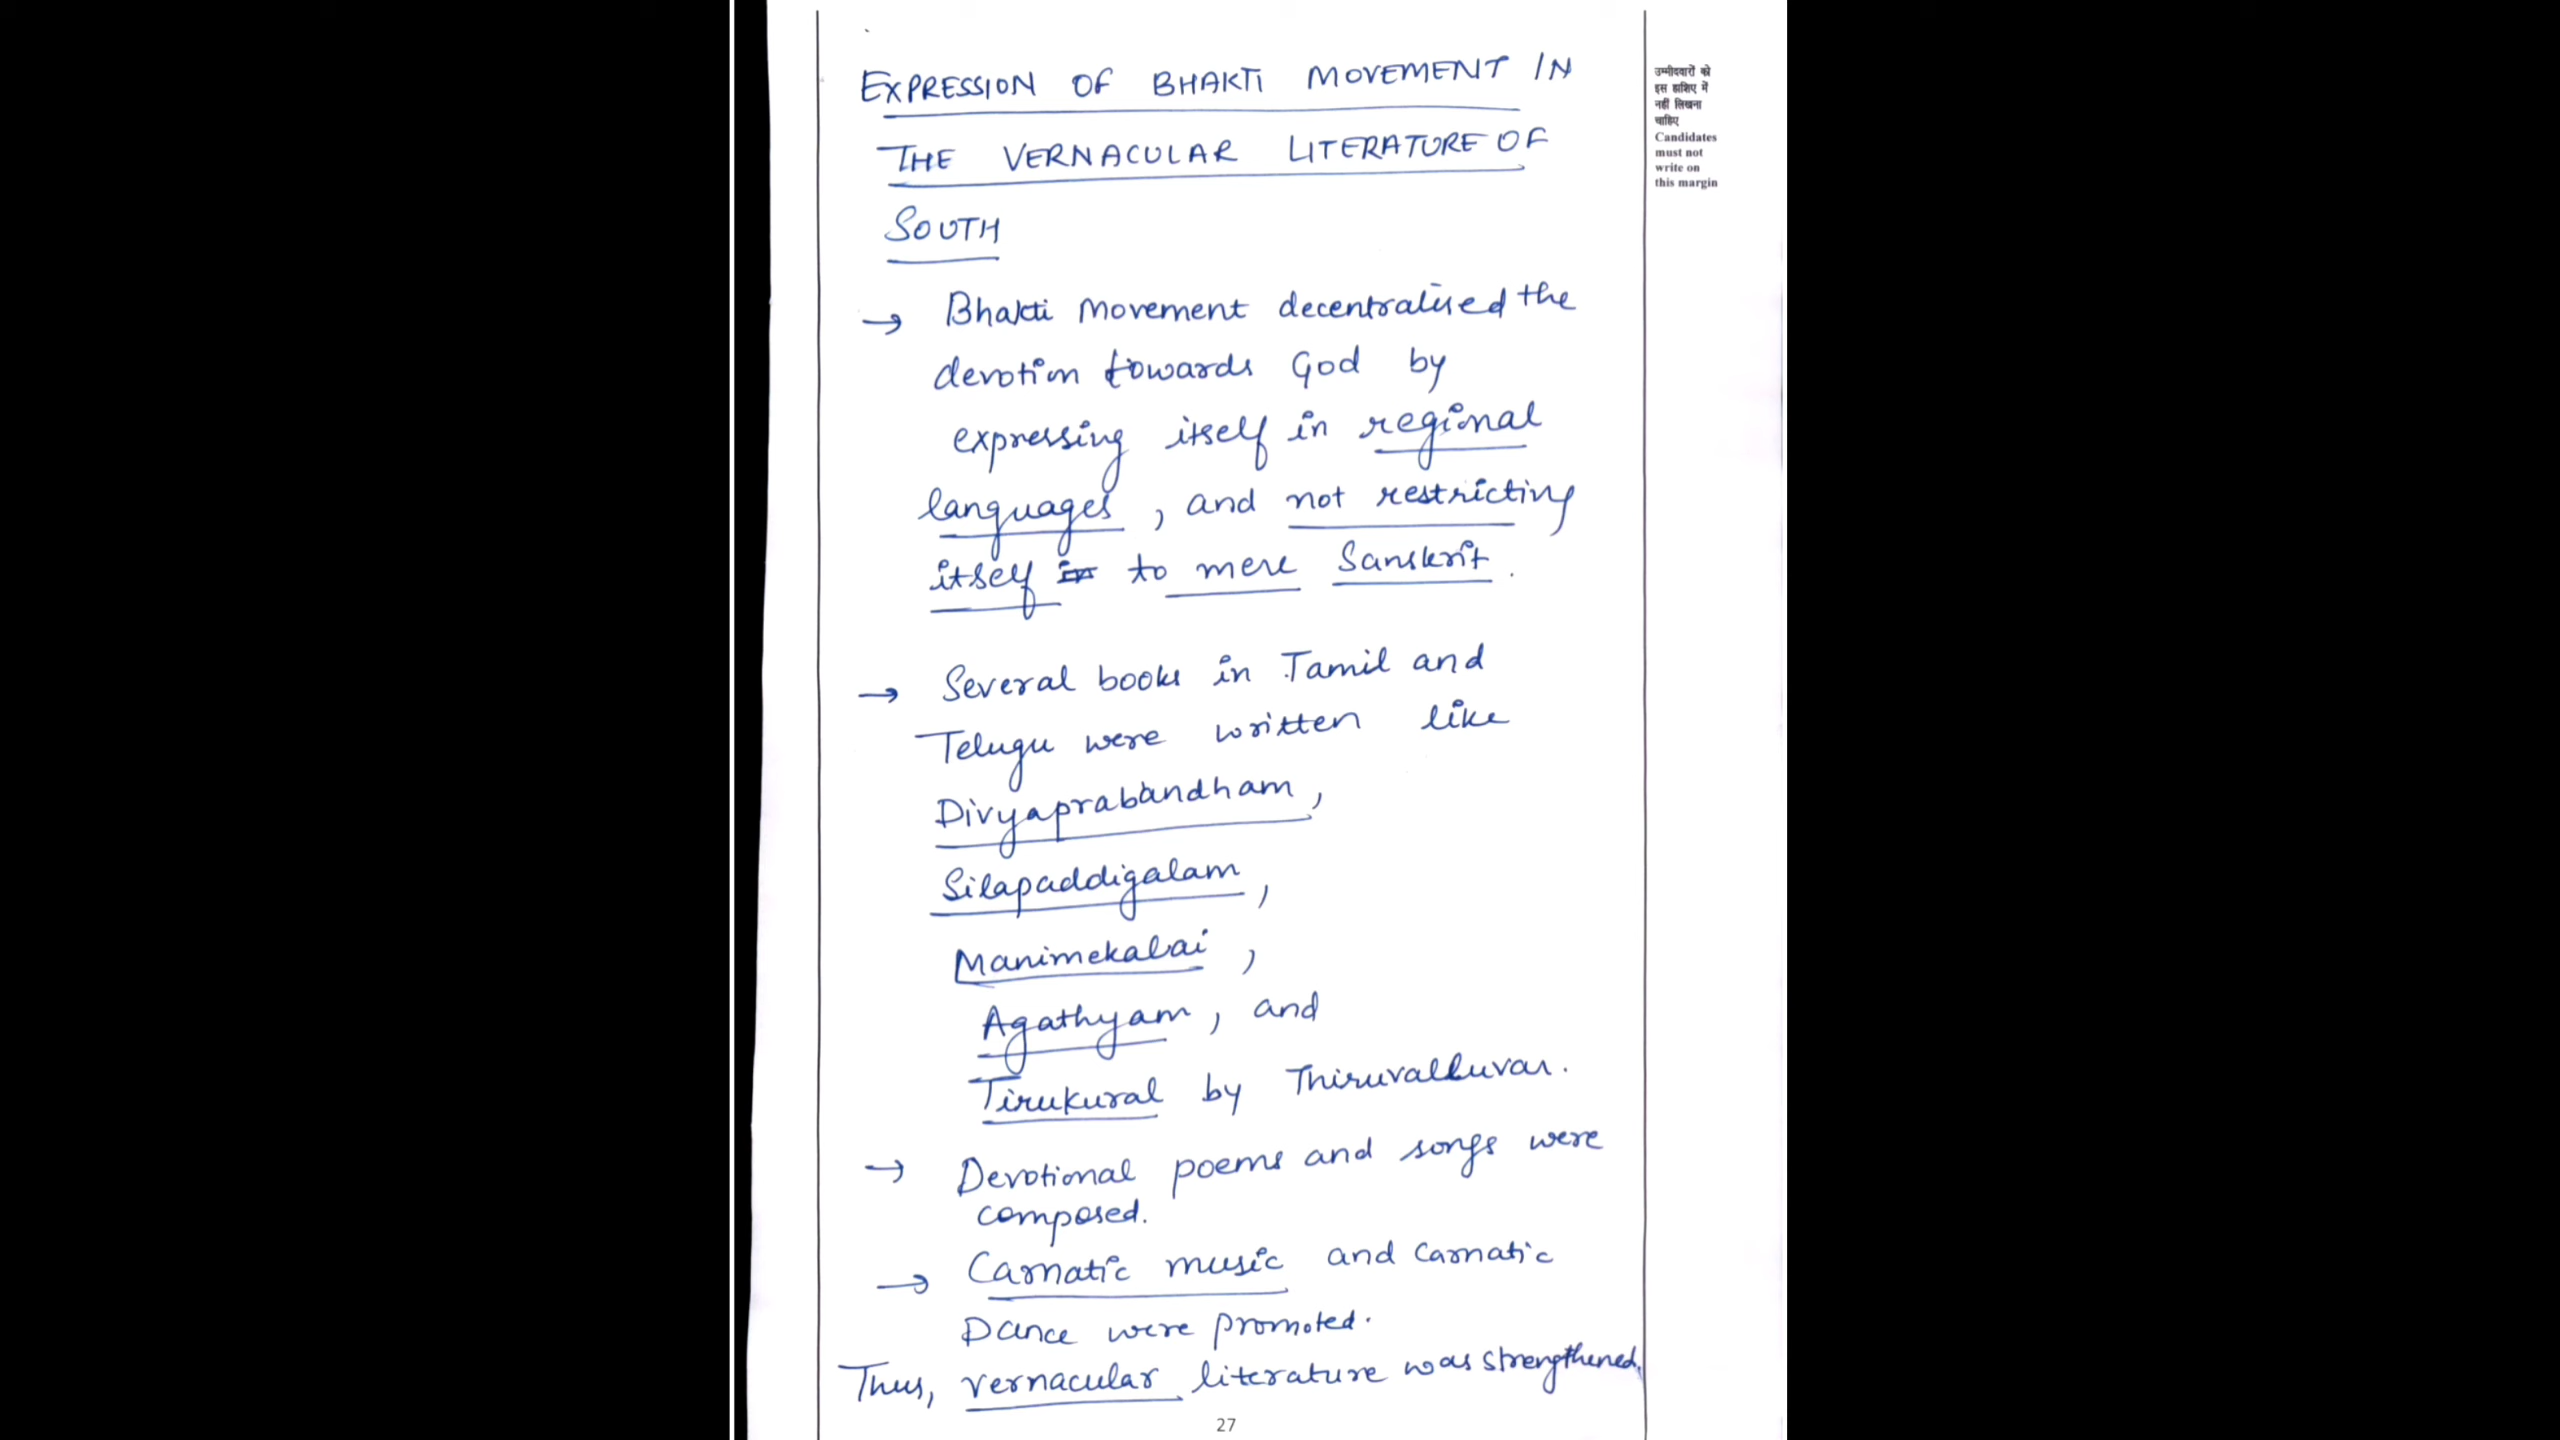 EXPRESSION OF BHAKTI MOVEMENT IN
THE VERNACULAR LITERATURE OF
SOUTH
→ Bhakti Movement decentralised the
devotion towards God by
expressing itself in regional
languages, and not restricting
itself in to mere Sanskrit.
→ Several books in Tamil and
Telugu were written like
Divyaprabandham,
Silapaddigalam,
Manimekalai,
Agathyam, and
Tirukural by Thiruvalluvar.
→ Devotional poems and songs were
composed.
→ Carnatic music and Carnatic
Dance were promoted.
Thus, vernacular literature was strengthened.
27
उम्मीदवारों को
इस हाशिए में
नहीं लिखना
चाहिए
Candidates
must not
write on
this margin